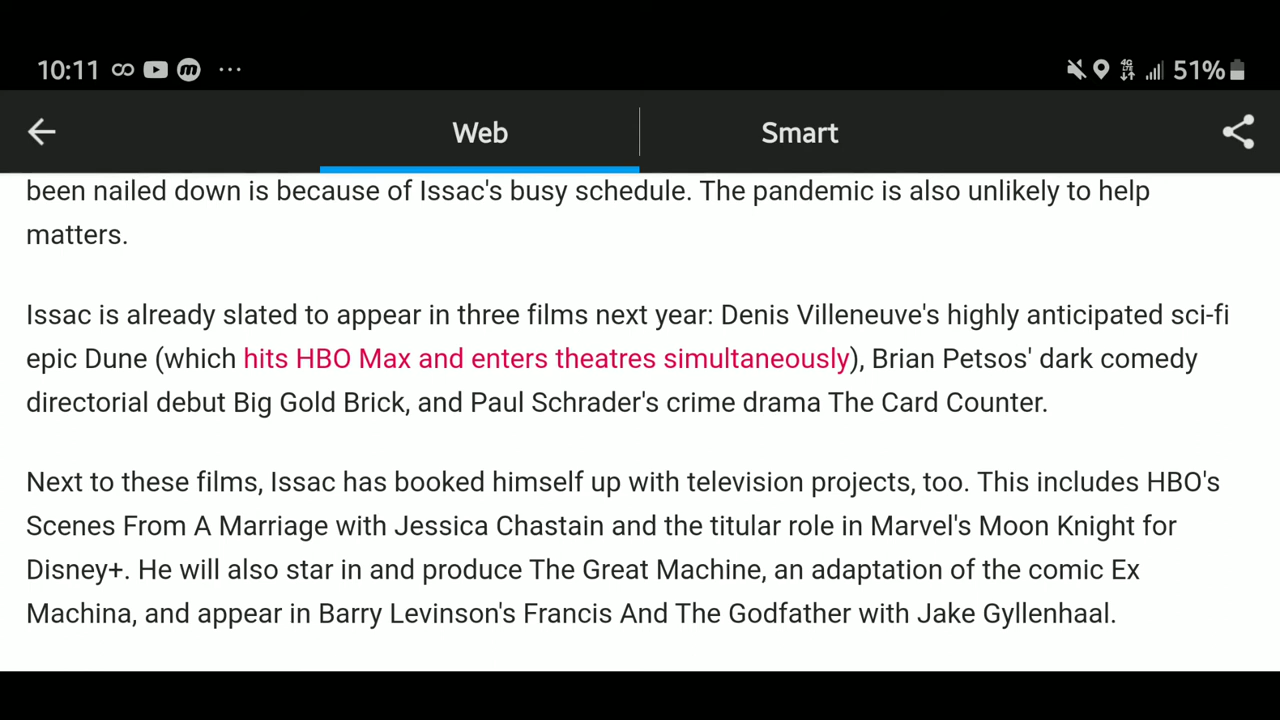 10:11 51%
Web Smart
been nailed down is because of Issac's busy schedule. The pandemic is also unlikely to help
matters.
Issac is already slated to appear in three films next year: Denis Villeneuve's highly anticipated sci-fi
epic Dune (which hits HBO Max and enters theatres simultaneously), Brian Petsos' dark comedy
directorial debut Big Gold Brick, and Paul Schrader's crime drama The Card Counter.
Next to these films, Issac has booked himself up with television projects, too. This includes HBO's
Scenes From A Marriage with Jessica Chastain and the titular role in Marvel's Moon Knight for
Disney+. He will also star in and produce The Great Machine, an adaptation of the comic Ex
Machina, and appear in Barry Levinson's Francis And The Godfather with Jake Gyllenhaal.